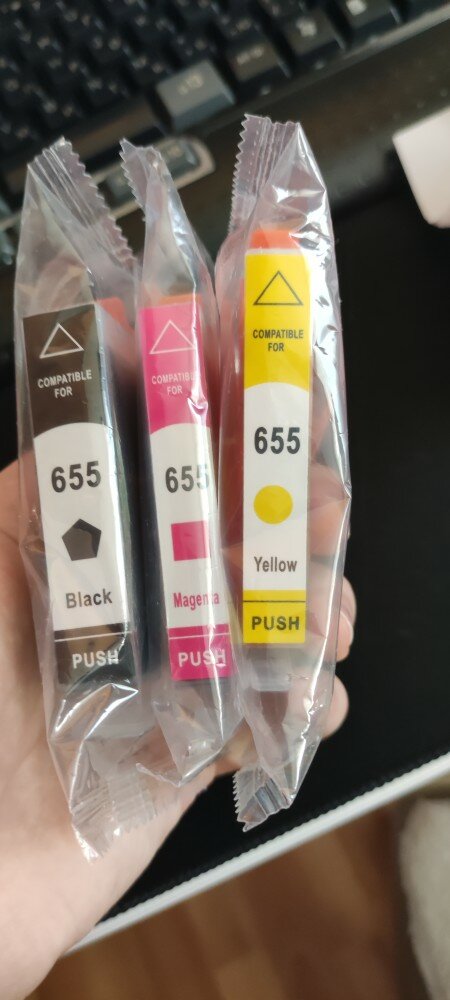 COMPATIBLE
FOR
655
Black
PUSH
COMPATIBLE
FOR
655
Magenta
PUSH
COMPATIBLE
FOR
655
Yellow
PUSH